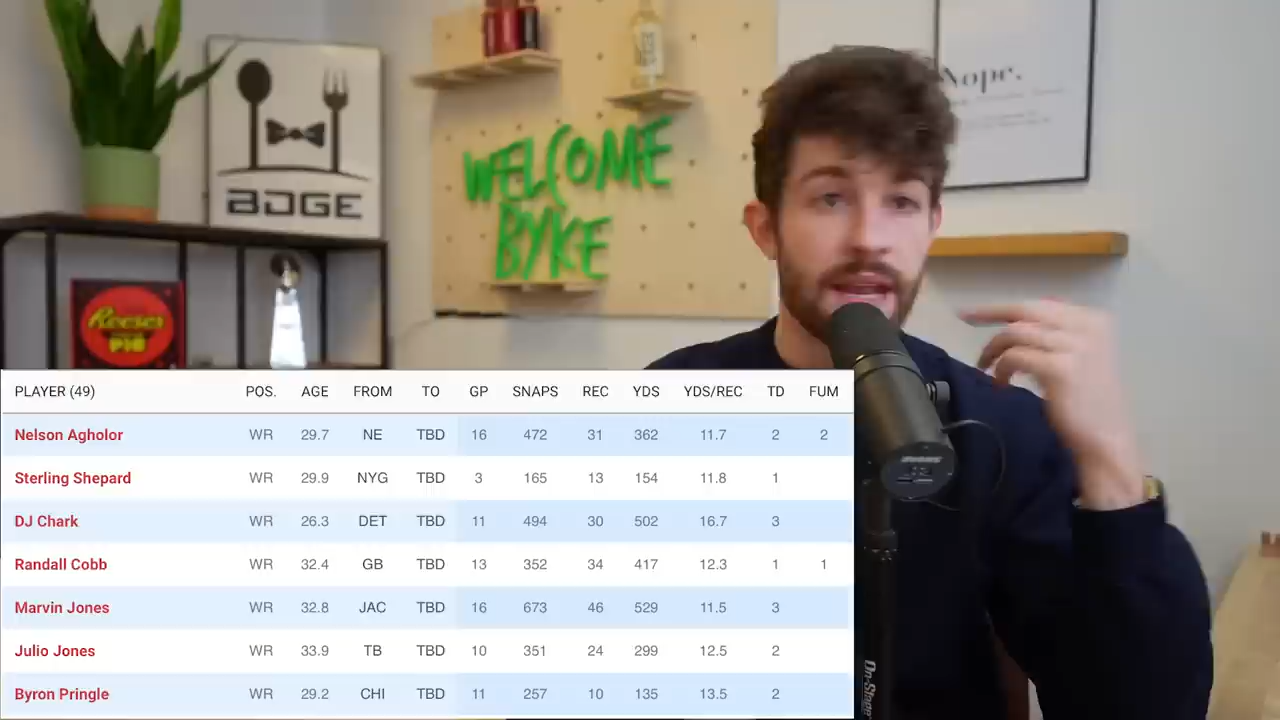 Nope.
WELCOME
BYKE
BDGE
Reese's
PIE
PLAYER (49) POS. AGE FROM TO GP SNAPS REC YDS YDS/REC TD FUM
Nelson Agholor WR 29.7 NE TBD 16 472 31 362 11.7 2 2
Sterling Shepard WR 29.9 NYG TBD 3 165 13 154 11.8 1
DJ Chark WR 26.3 DET TBD 11 494 30 502 16.7 3
Randall Cobb WR 32.4 GB TBD 13 352 34 417 12.3 1 1
Marvin Jones WR 32.8 JAC TBD 16 673 46 529 11.5 3
Julio Jones WR 33.9 TB TBD 10 351 24 299 12.5 2
Byron Pringle WR 29.2 CHI TBD 11 257 10 135 13.5 2
On-Stage